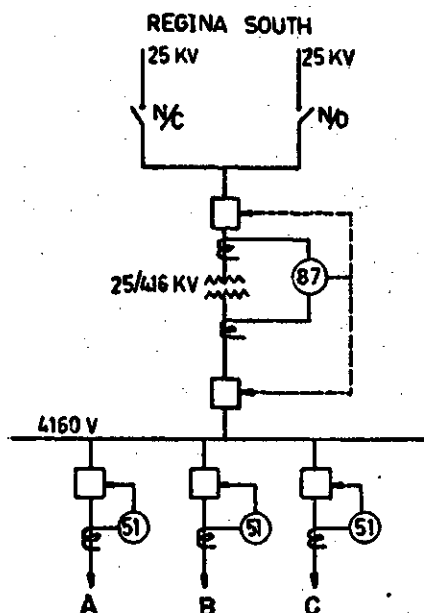 REGINA SOUTH
25 KV 25 KV
N/C N/O
87
25/416 KV
4160 V
51 51 51
A B C